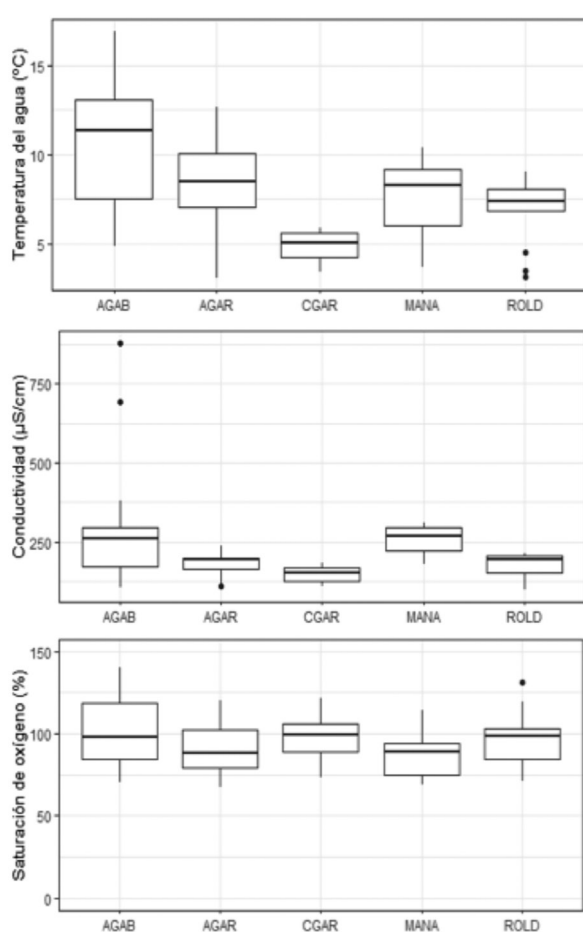 Temperatura del agua (°C)
15
10
5
AGAB AGAR CGAR MANA ROLD
Conductividad (µS/cm)
750
500
250
AGAB AGAR CGAR MANA ROLD
Saturación de oxígeno (%)
150
100
50
0
AGAB AGAR CGAR MANA ROLD